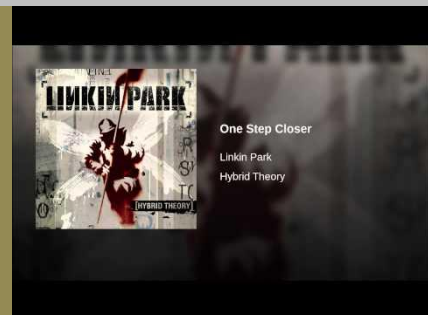 LINKIN PARK
[HYBRID THEORY]
One Step Closer
Linkin Park
Hybrid Theory